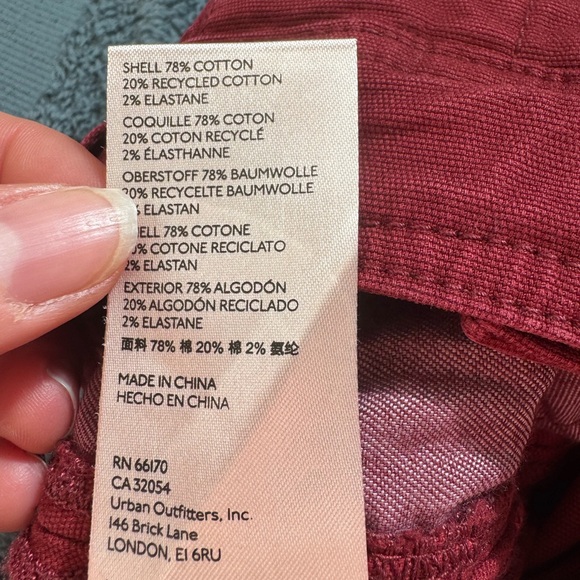 SHELL 78% COTTON
20% RECYCLED COTTON
2% ELASTANE
COQUILLE 78% COTON
20% COTON RECYCLÉ
2% ÉLASTHANNE
OBERSTOFF 78% BAUMWOLLE
20% RECYCELTE BAUMWOLLE
ELASTAN
78% COTONE
COTONE RECICLATO
2% ELASTAN
EXTERIOR 78% ALGODÓN
20% ALGODÓN RECICLADO
2% ELASTANE
面料 78% 棉 20% 棉 2% 氨纶
MADE IN CHINA
HECHO EN CHINA
RN 66170
CA 32054
Urban Outfitters, Inc.
146 Brick Lane
LONDON, E1 6RU